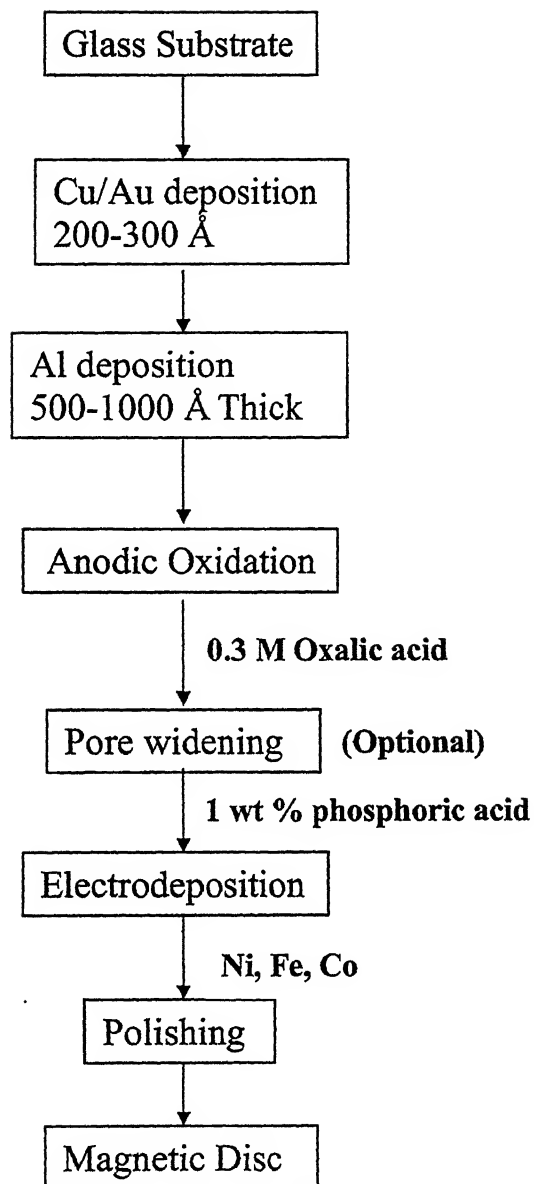 Glass Substrate
Cu/Au deposition
200-300 Å
Al deposition
500-1000 Å Thick
Anodic Oxidation
0.3 M Oxalic acid
Pore widening (Optional)
1 wt % phosphoric acid
Electrodeposition
Ni, Fe, Co
Polishing
Magnetic Disc